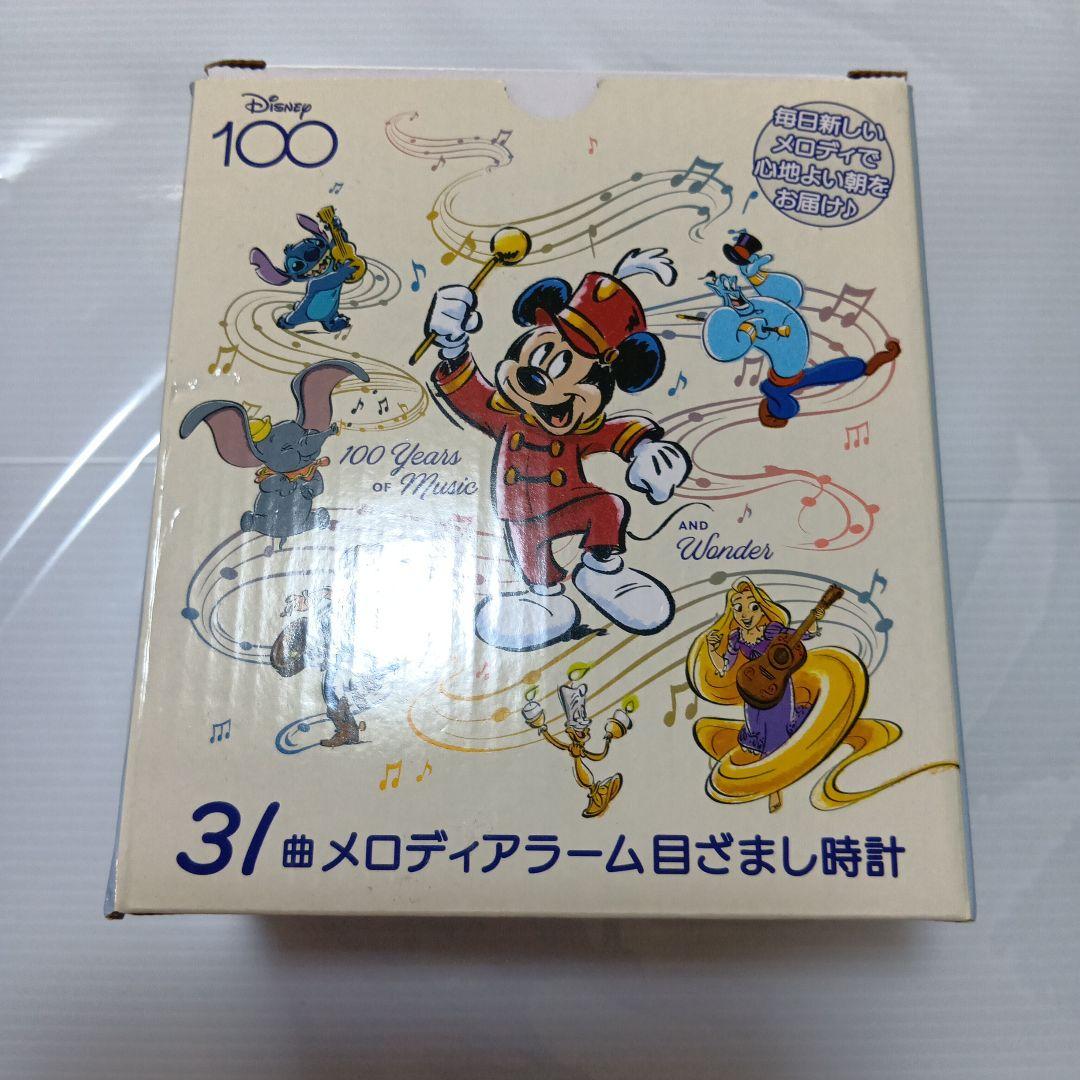 Disney
100
毎日新しい
メロディで
心地よい朝を
お届け♪
100 Years
OF Music
AND
Wonder
31曲メロディアラーム目ざまし時計